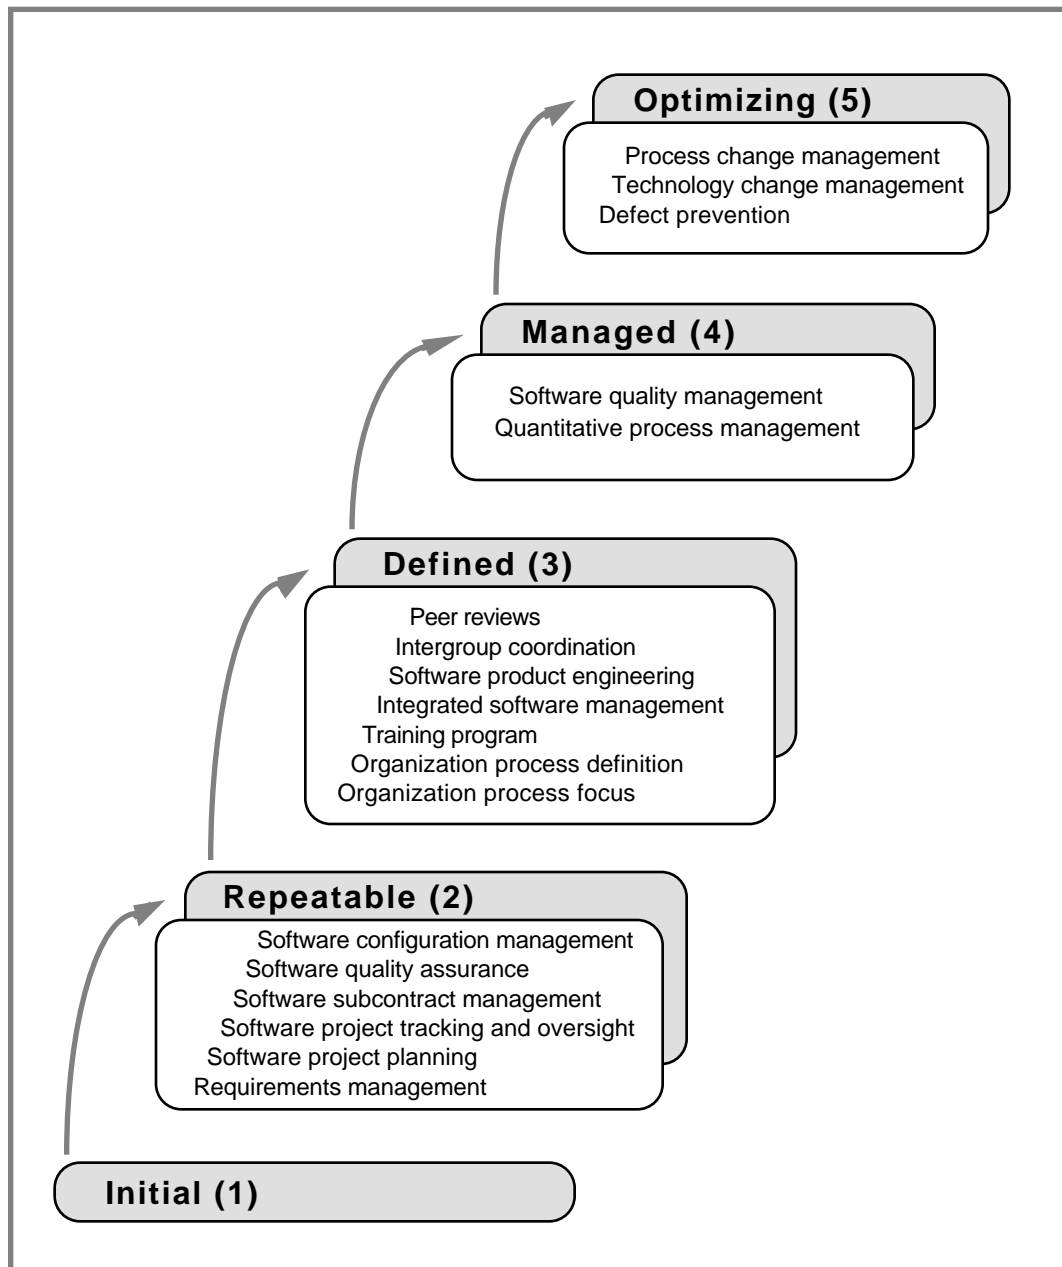 Optimizing (5)
Process change management
Technology change management
Defect prevention
Managed (4)
Software quality management
Quantitative process management
Defined (3)
Peer reviews
Intergroup coordination
Software product engineering
Integrated software management
Training program
Organization process definition
Organization process focus
Repeatable (2)
Software configuration management
Software quality assurance
Software subcontract management
Software project tracking and oversight
Software project planning
Requirements management
Initial (1)